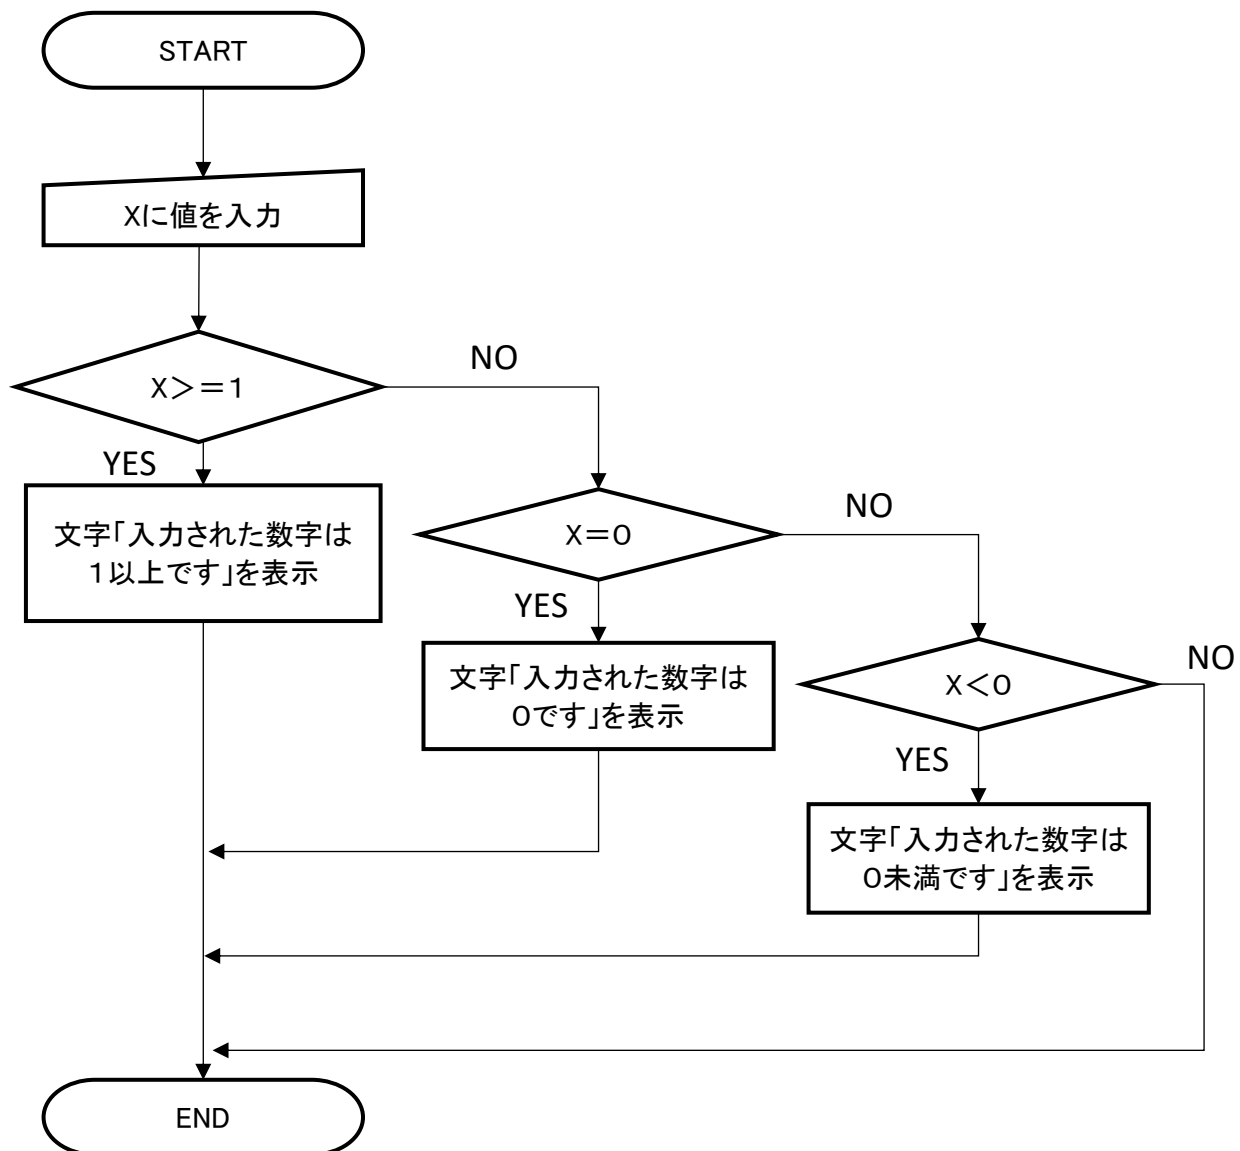 START
Xに値を入力
X>=1
NO
YES
文字「入力された数字は
1以上です」を表示
X=0
NO
YES
文字「入力された数字は
0です」を表示
X<0
NO
YES
文字「入力された数字は
0未満です」を表示
END